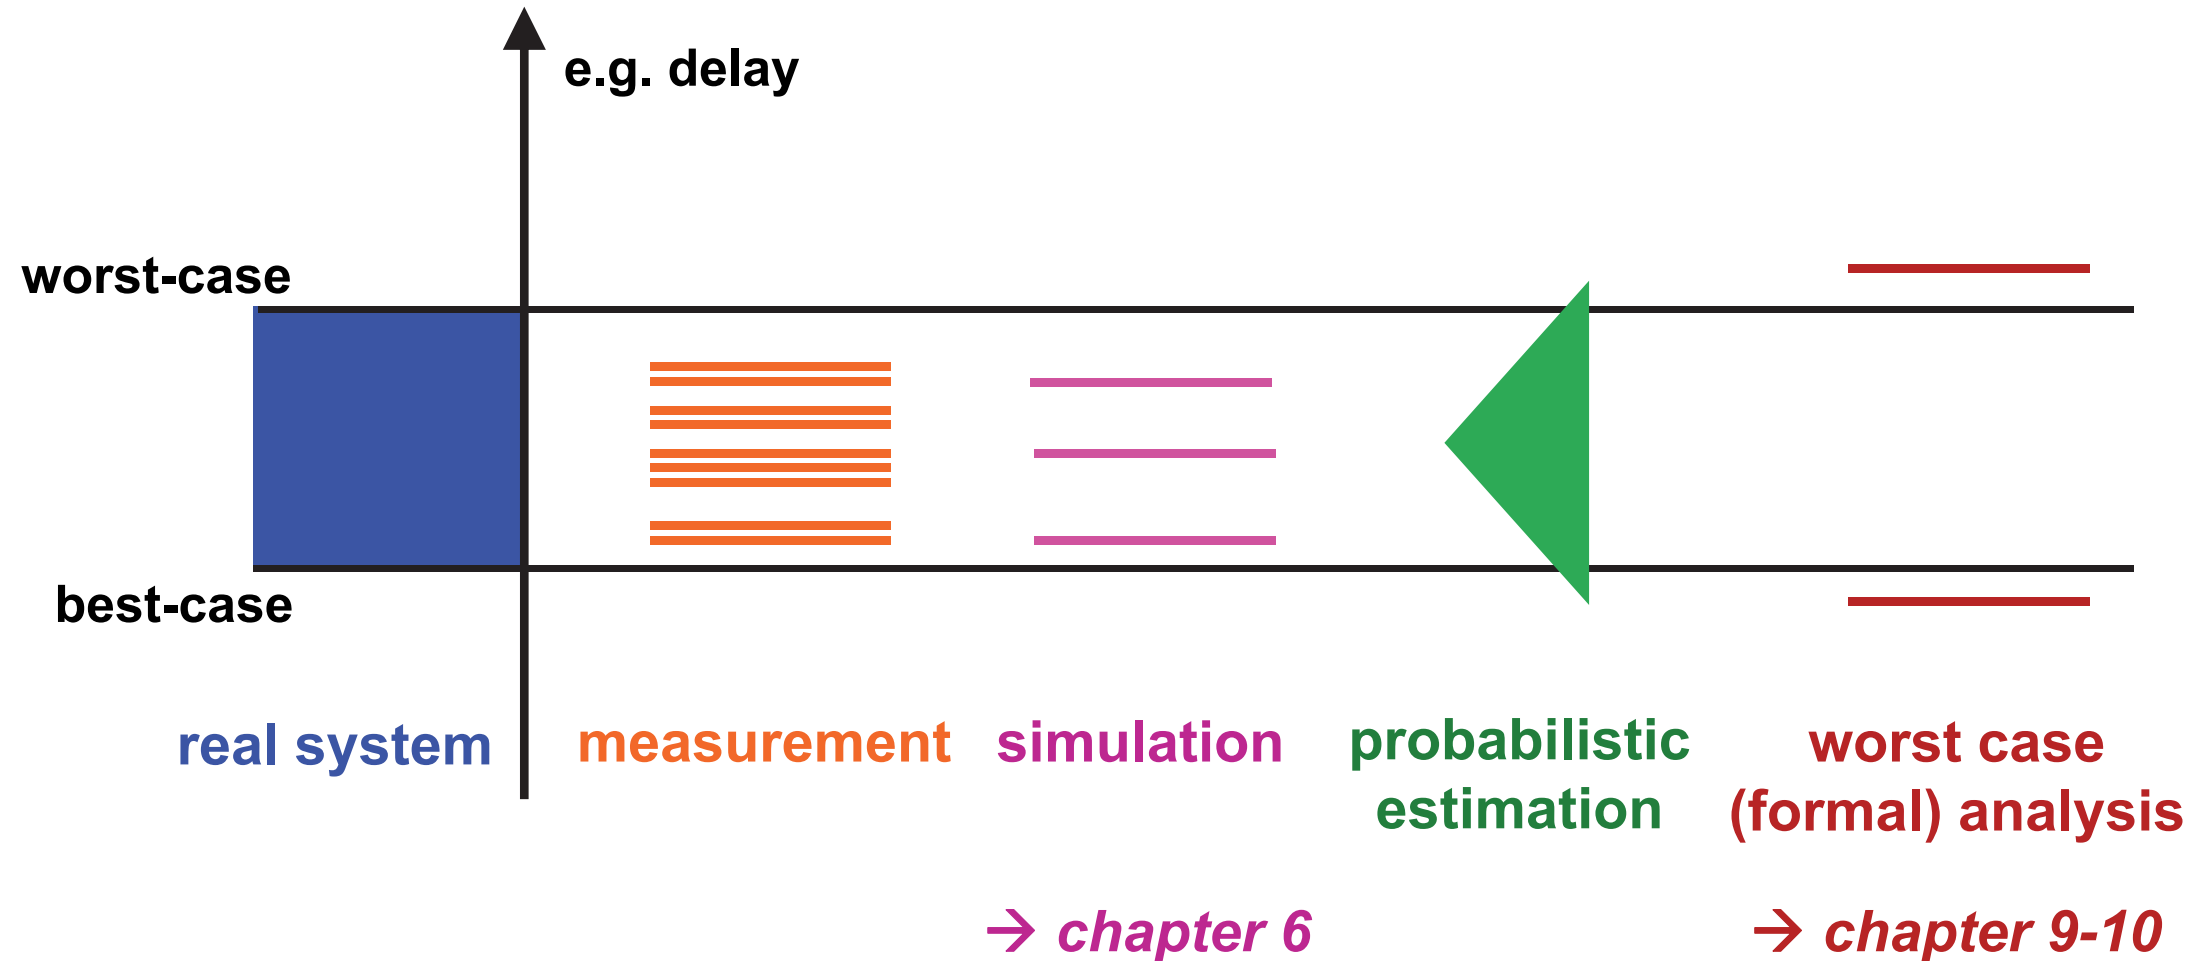 e.g. delay
worst-case
best-case
real system
measurement
simulation
probabilistic
estimation
worst case
(formal) analysis
→ chapter 6
→ chapter 9-10